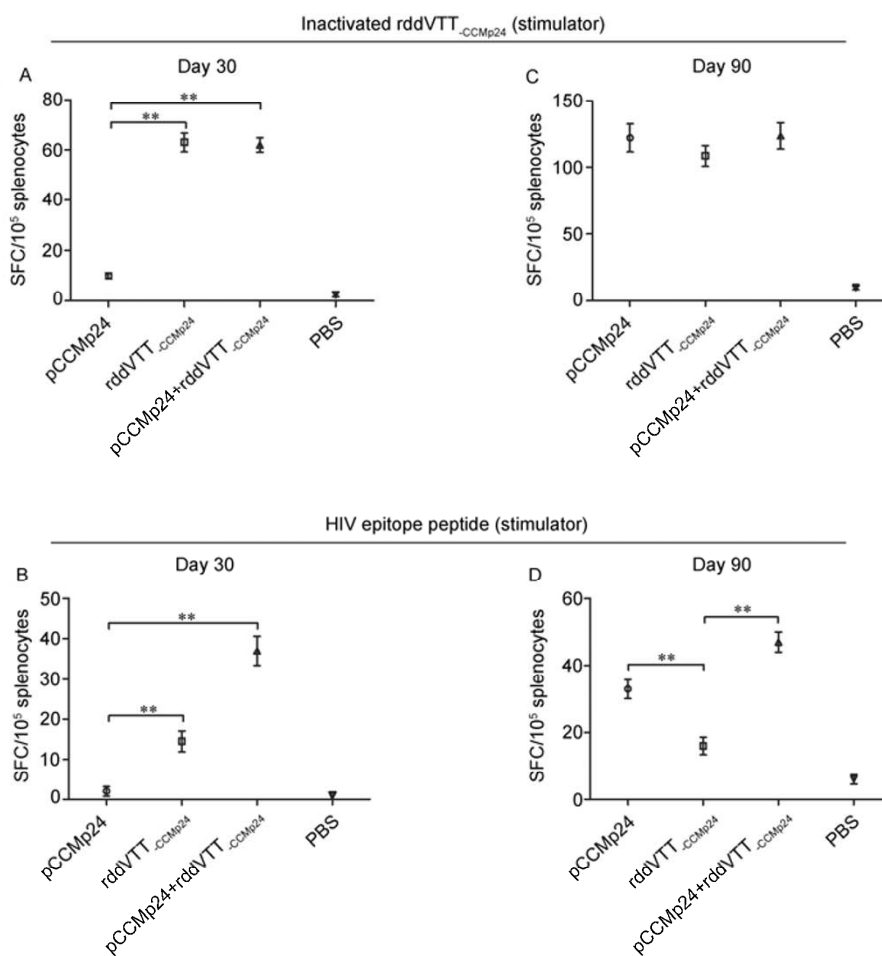 Inactivated rddVTT-CCMp24 (stimulator)
A
Day 30
**
**
80
60
40
20
0
SFC/10⁵ splenocytes
pCCMp24
rddVTT-CCMp24
pCCMp24+rddVTT-CCMp24
PBS
C
Day 90
150
100
50
0
SFC/10⁵ splenocytes
pCCMp24
rddVTT-CCMp24
pCCMp24+rddVTT-CCMp24
PBS
HIV epitope peptide (stimulator)
B
Day 30
**
**
50
40
30
20
10
0
SFC/10⁵ splenocytes
pCCMp24
rddVTT-CCMp24
pCCMp24+rddVTT-CCMp24
PBS
D
Day 90
**
**
60
40
20
0
SFC/10⁵ splenocytes
pCCMp24
rddVTT-CCMp24
pCCMp24+rddVTT-CCMp24
PBS